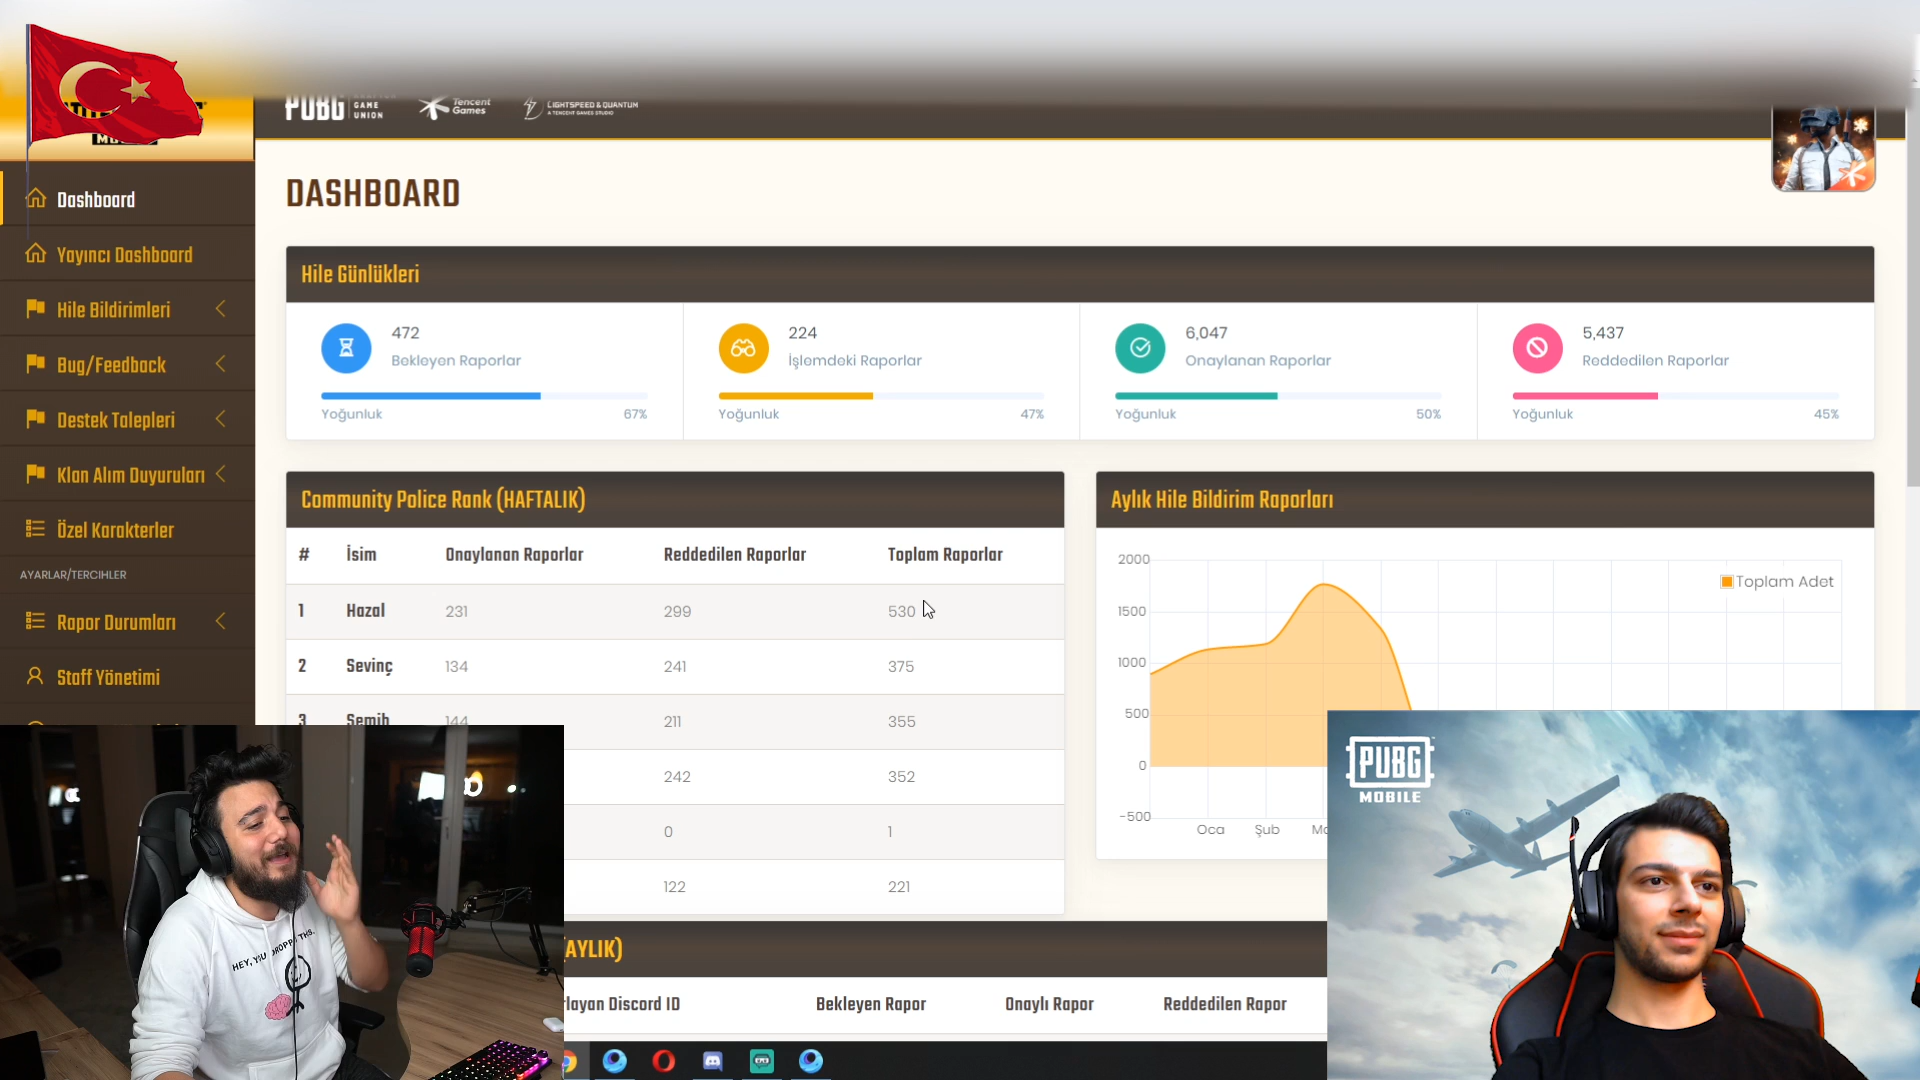 PUBG
GAME
UNION
Tencent
Games
LIGHTSPEED & QUANTUM
A TENCENT GAMES STUDIO
DASHBOARD
Dashboard
Yayıncı Dashboard
Hile Bildirimleri
Bug/Feedback
Destek Talepleri
Klan Alım Duyuruları
Özel Karakterler
AYARLAR/TERCIHLER
Rapor Durumları
Staff Yönetimi
Hile Günlükleri
472
Bekleyen Raporlar
Yoğunluk 67%
224
İşlemdeki Raporlar
Yoğunluk 47%
6,047
Onaylanan Raporlar
Yoğunluk 50%
5,437
Reddedilen Raporlar
Yoğunluk 45%
Community Police Rank (HAFTALIK)
# İsim Onaylanan Raporlar Reddedilen Raporlar Toplam Raporlar
1 Hazal 231 299 530
2 Sevinç 134 241 375
3 Semih 144 211 355
242 352
0 1
122 221
Aylık Hile Bildirim Raporları
Toplam Adet
2000
1500
1000
500
0
-500
Oca Şub
(AYLIK)
layan Discord ID Bekleyen Rapor Onaylı Rapor Reddedilen Rapor
PUBG
MOBILE